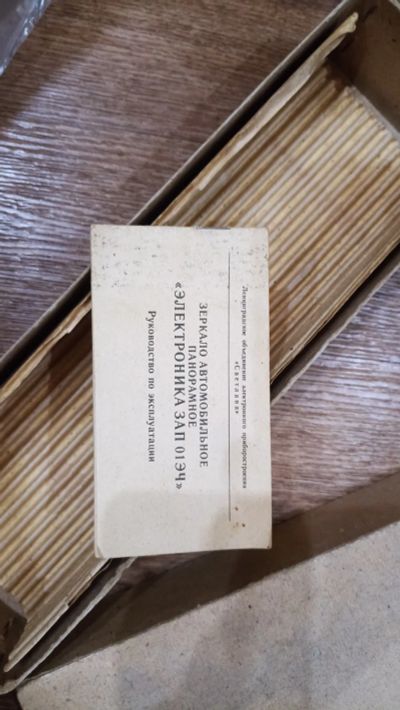 Ленинградское объединение электронного приборостроения
«Светлана»
ЗЕРКАЛО АВТОМОБИЛЬНОЕ
ПАНОРАМНОЕ
«ЭЛЕКТРОНИКА ЗАП 01ЭЧ»
Руководство по эксплуатации